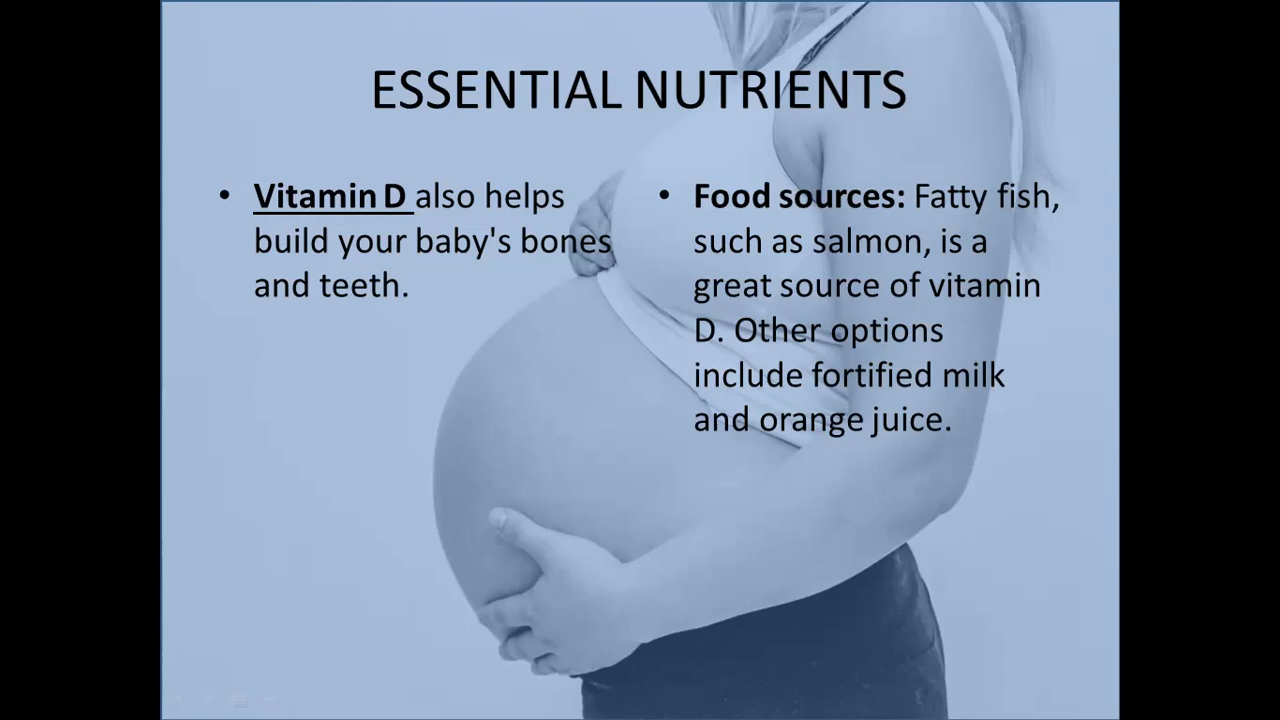 ESSENTIAL NUTRIENTS
• Vitamin D also helps
build your baby's bones
and teeth.
• Food sources: Fatty fish,
such as salmon, is a
great source of vitamin
D. Other options
include fortified milk
and orange juice.